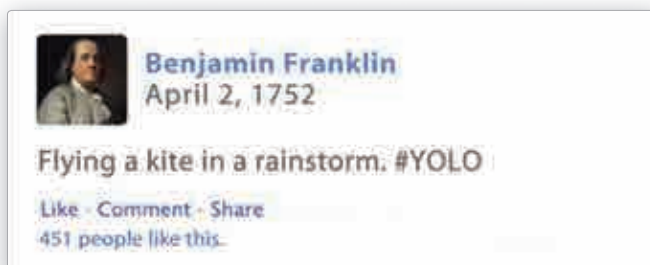 Benjamin Franklin
April 2, 1752
Flying a kite in a rainstorm. #YOLO
Like · Comment · Share
451 people like this.